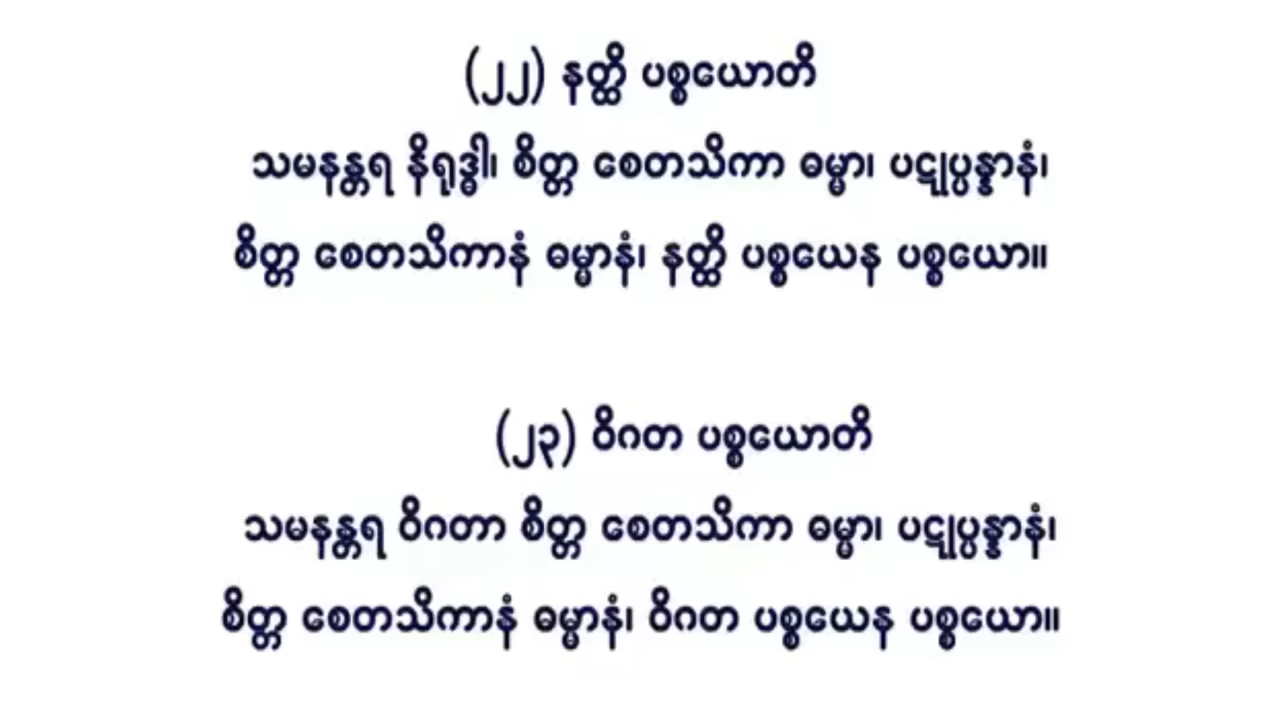 (၂၂) နတ္ထိ ပစ္စယောတိ
သမနန္တရ နိရုဒ္ဓါ၊ စိတ္တ စေတသိကာ ဓမ္မာ၊ ပဋုပ္ပန္နာနံ၊
စိတ္တ စေတသိကာနံ ဓမ္မာနံ၊ နတ္ထိ ပစ္စယေန ပစ္စယော။
(၂၃) ဝိဂတ ပစ္စယောတိ
သမနန္တရ ဝိဂတာ စိတ္တ စေတသိကာ ဓမ္မာ၊ ပဋုပ္ပန္နာနံ၊
စိတ္တ စေတသိကာနံ ဓမ္မာနံ၊ ဝိဂတ ပစ္စယေန ပစ္စယော။